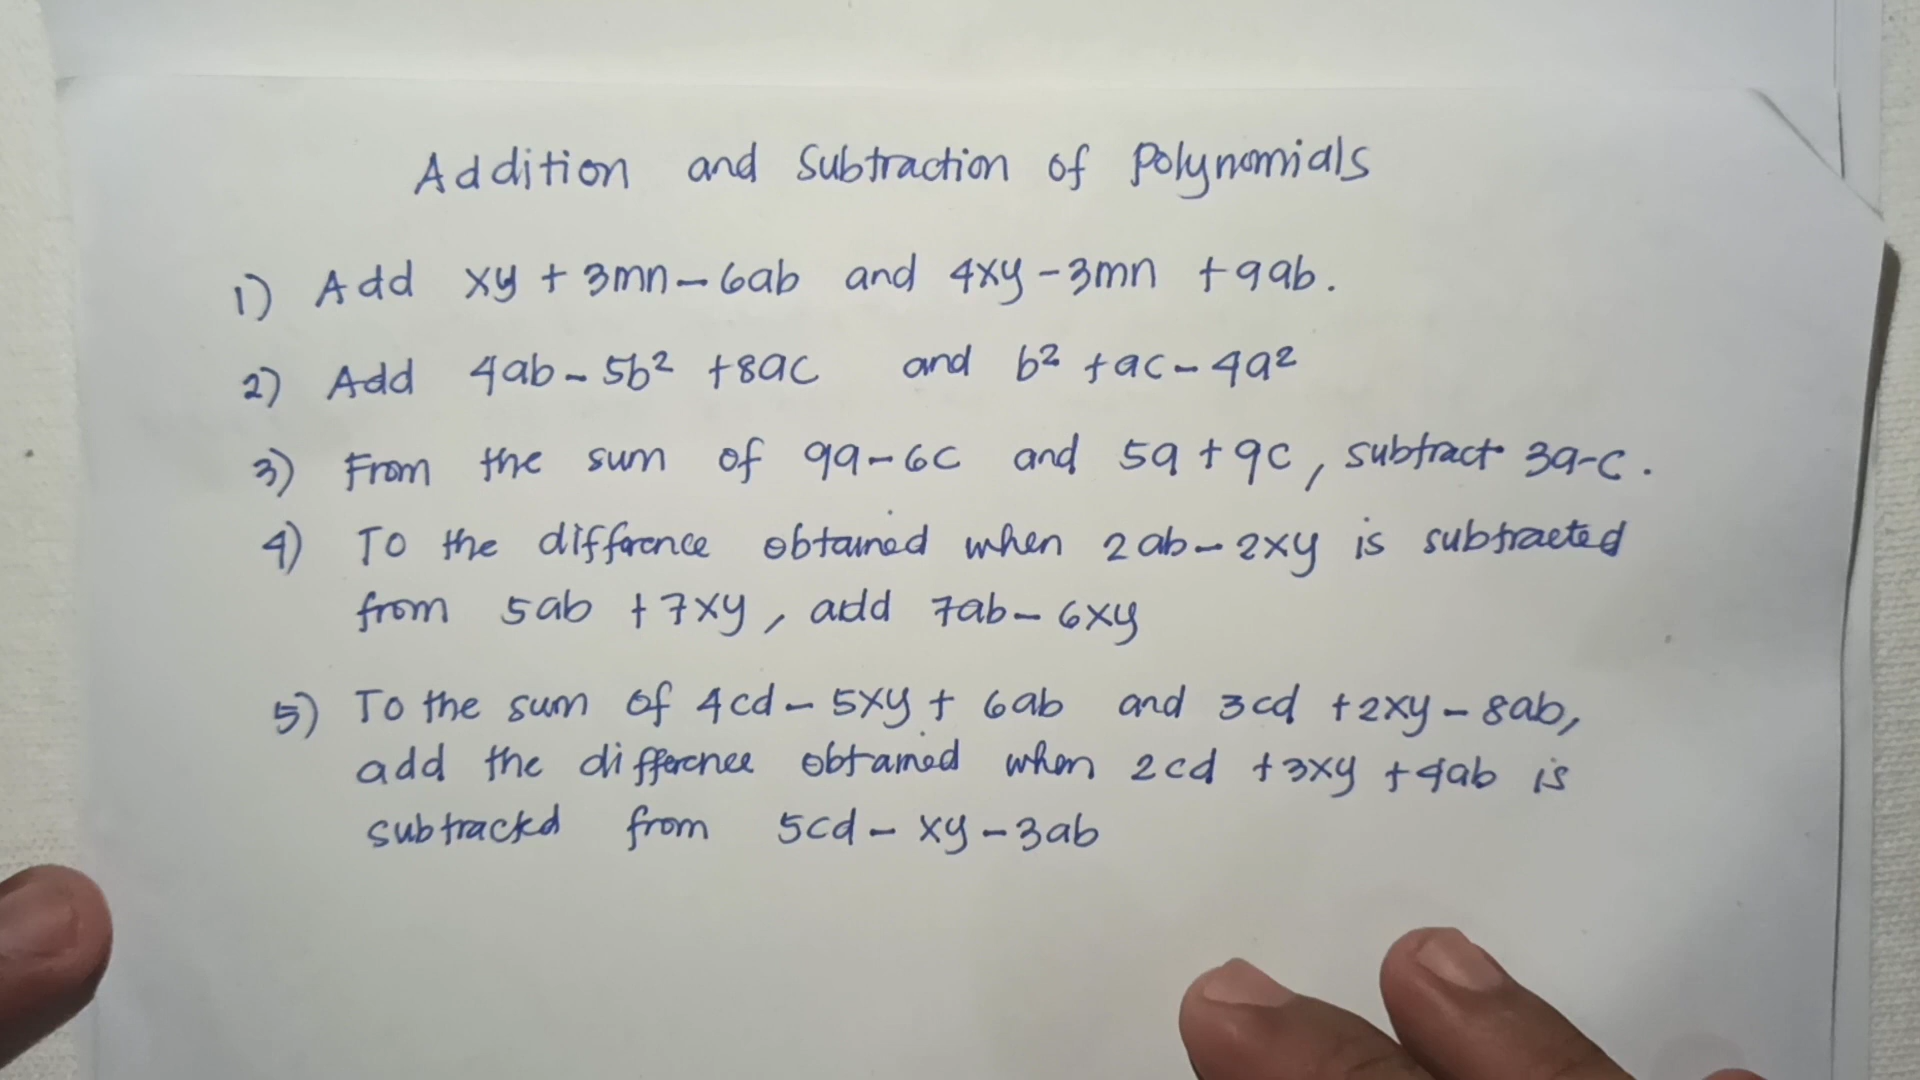 Addition and Subtraction of Polynomials
1) Add xy + 3mn - 6ab and 4xy - 3mn + 9ab.
2) Add 4ab - 5b² + 8ac and b² + ac - 4a²
3) From the sum of 9a - 6c and 5a + 9c, subtract 3a - c.
4) To the difference obtained when 2ab - 2xy is subtracted
from 5ab + 7xy, add 7ab - 6xy
5) To the sum of 4cd - 5xy + 6ab and 3cd + 2xy - 8ab,
add the difference obtained when 2cd + 3xy + 4ab is
subtracted from 5cd - xy - 3ab